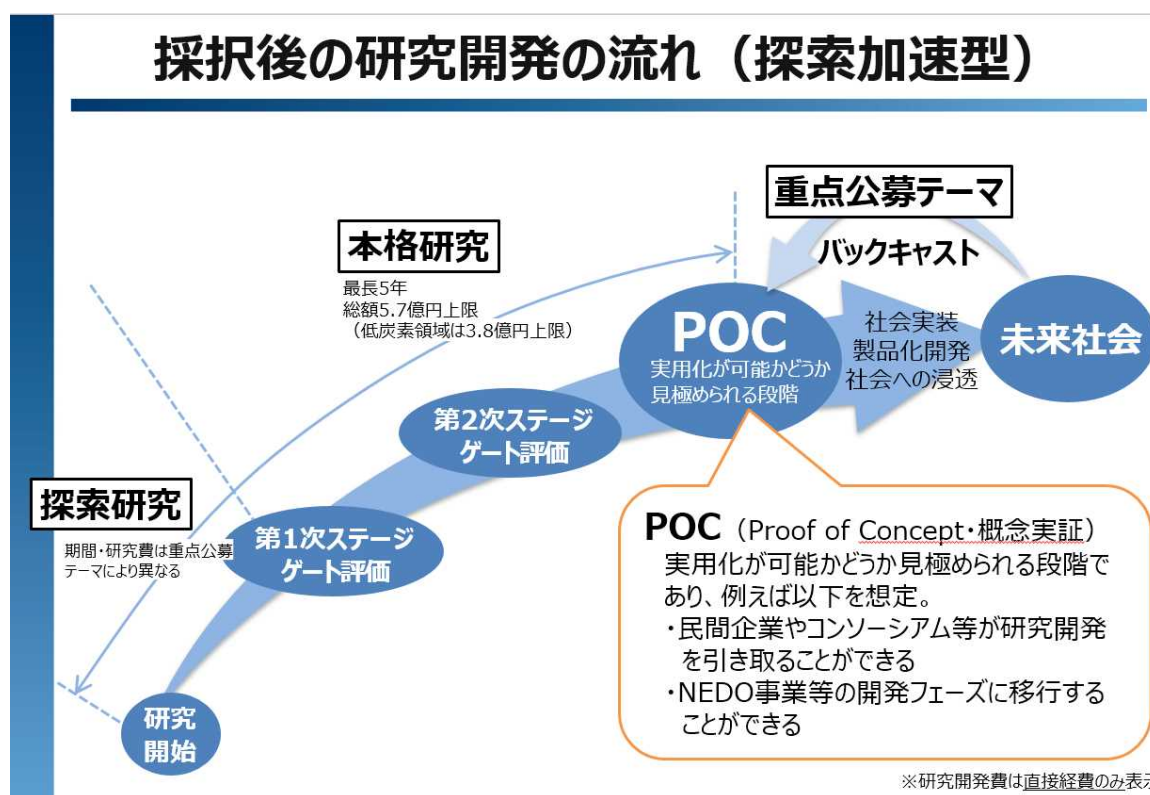 採択後の研究開発の流れ（探索加速型）
重点公募テーマ
バックキャスト
本格研究
最長5年
総額5.7億円上限
（低炭素領域は3.8億円上限）
POC
実用化が可能かどうか
見極められる段階
社会実装
製品化開発
社会への浸透
未来社会
第2次ステージ
ゲート評価
探索研究
期間・研究費は重点公募
テーマにより異なる
第1次ステージ
ゲート評価
研究
開始
POC（Proof of Concept・概念実証）
実用化が可能かどうか見極められる段階で
あり、例えば以下を想定。
・民間企業やコンソーシアム等が研究開発
を引き取ることができる
・NEDO事業等の開発フェーズに移行する
ことができる
※研究開発費は直接経費のみ表示